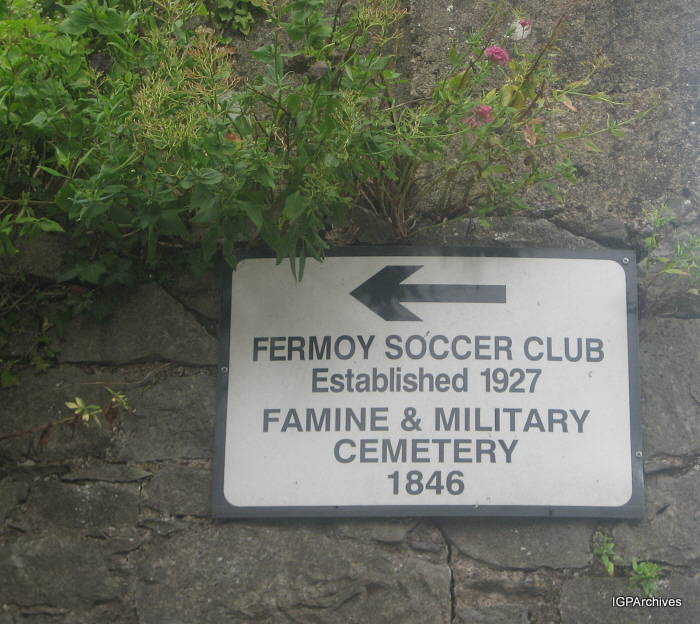 FERMOY SOCCER CLUB
Established 1927
FAMINE & MILITARY
CEMETERY
1846
IGPArchives